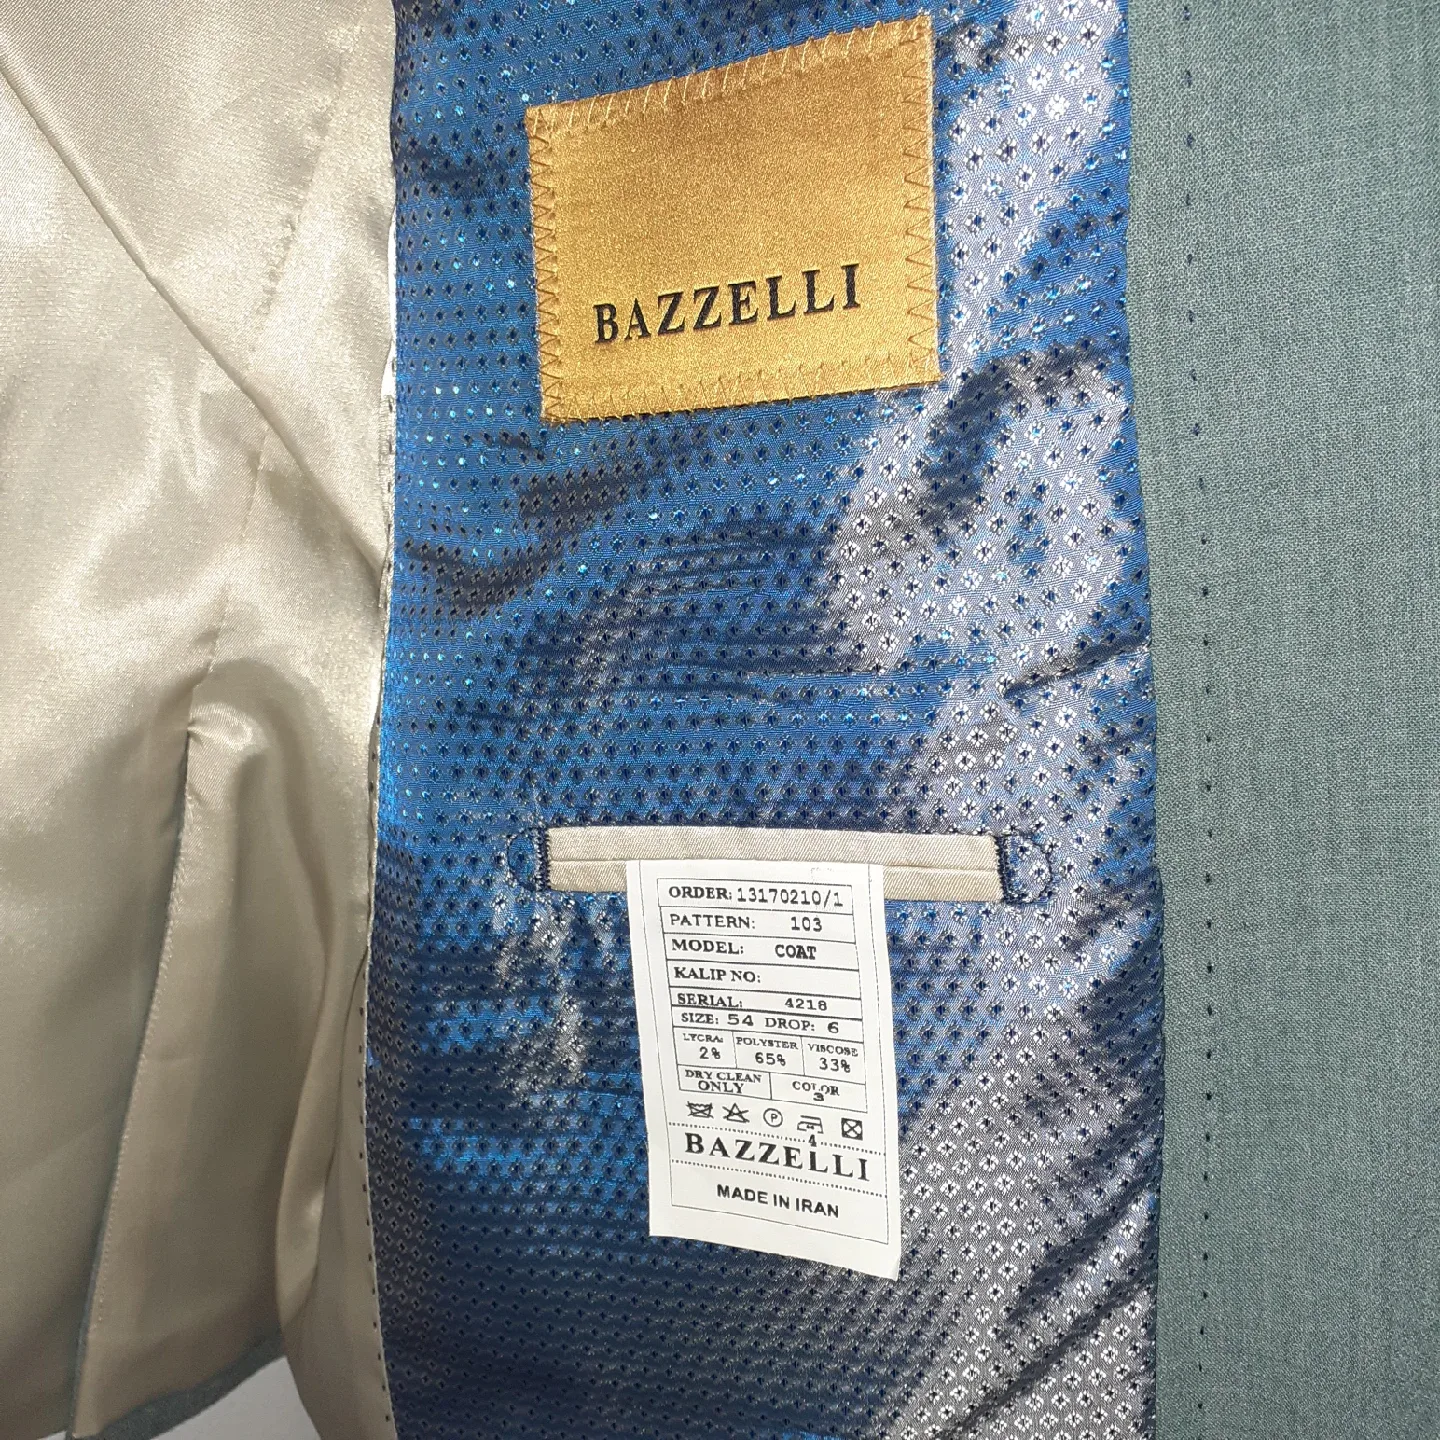 BAZZELLI
ORDER: 13170210/1
PATTERN: 103
MODEL: COAT
KALIP NO:
SERIAL: 4218
SIZE: 54 DROP: 6
LYCRA: POLYSTER VISCOSE
2% 65% 33%
DRY CLEAN COLOR
ONLY 3
P
4
BAZZELLI
MADE IN IRAN